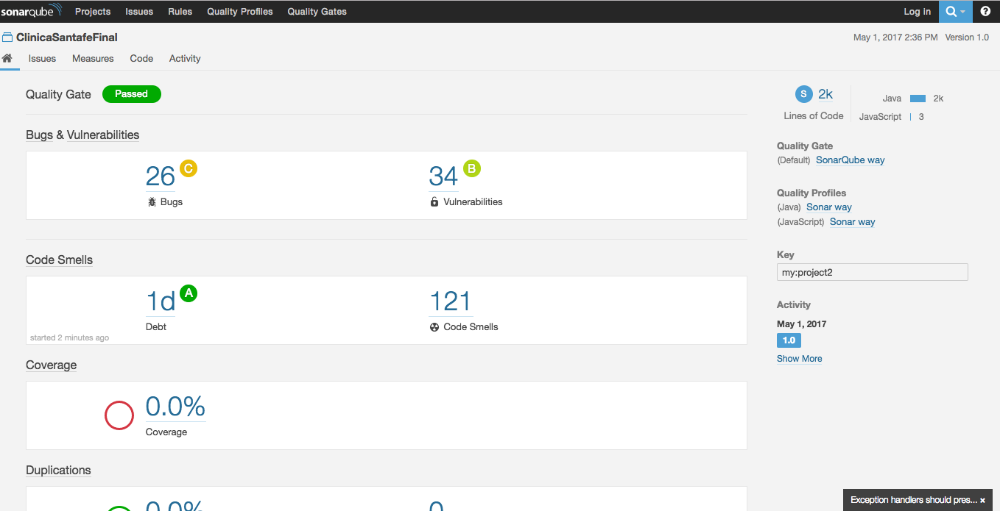 sonarqube Projects Issues Rules Quality Profiles Quality Gates Log in ?
ClinicaSantafeFinal May 1, 2017 2:36 PM Version 1.0
Issues Measures Code Activity
Quality Gate Passed
Bugs & Vulnerabilities
26 C 34 B
Bugs Vulnerabilities
Code Smells
1d A 121
Debt Code Smells
started 2 minutes ago
Coverage
0.0%
Coverage
Duplications
0.0% 0
S 2k
Lines of Code
Java 2k
JavaScript 3
Quality Gate
(Default) SonarQube way
Quality Profiles
(Java) Sonar way
(JavaScript) Sonar way
Key
my:project2
Activity
May 1, 2017
1.0
Show More
Exception handlers should pres... ×